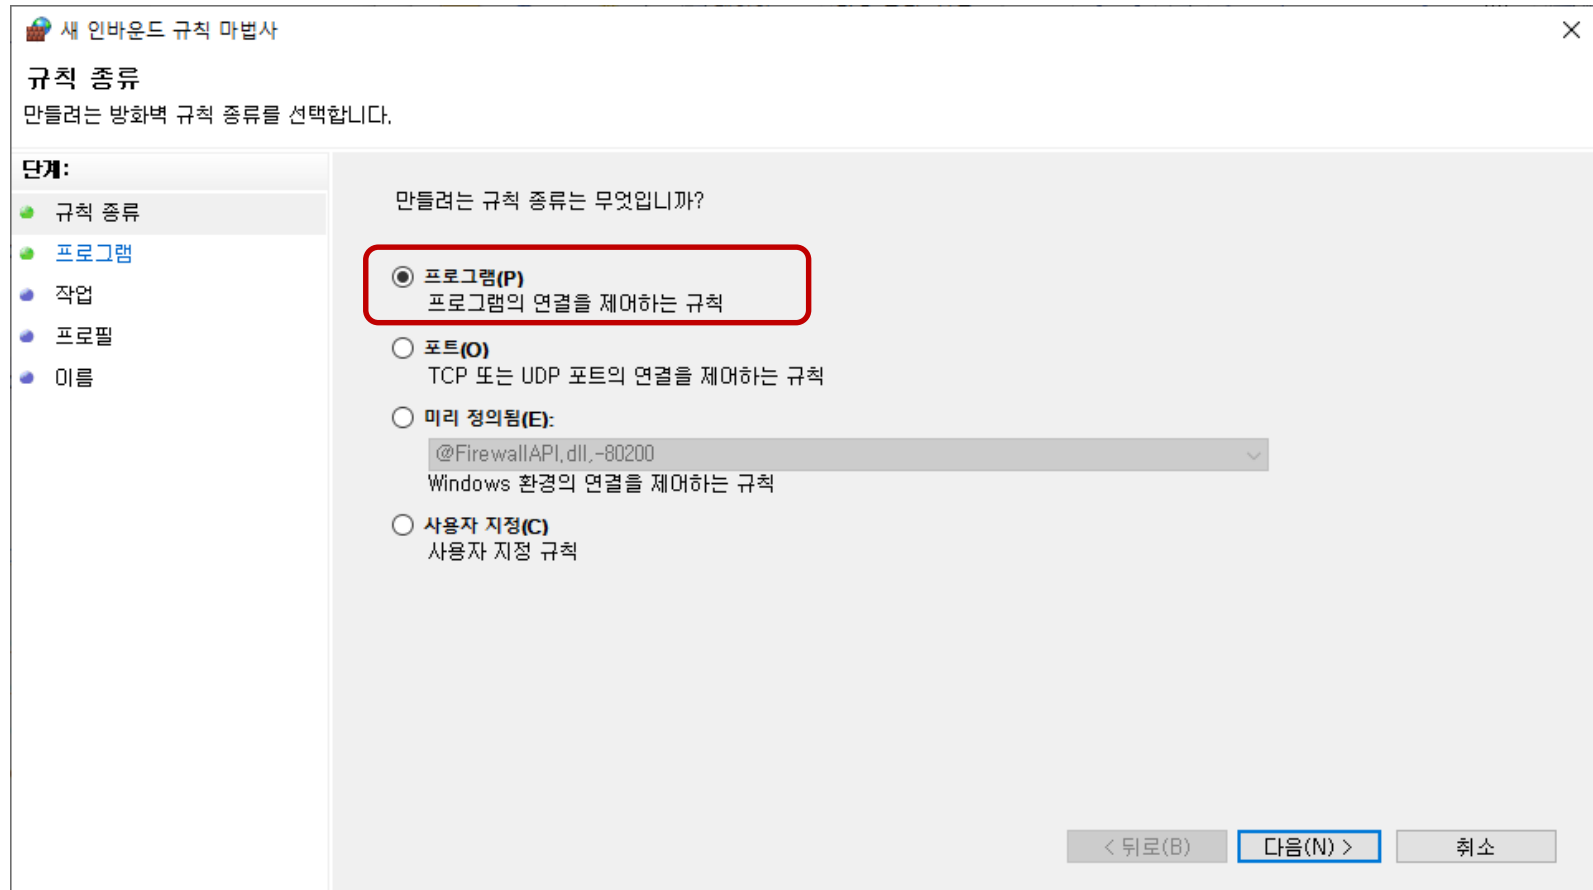 새 인바운드 규칙 마법사
규칙 종류
만들려는 방화벽 규칙 종류를 선택합니다.
단계:
규칙 종류
프로그램
작업
프로필
이름
만들려는 규칙 종류는 무엇입니까?
프로그램(P)
프로그램의 연결을 제어하는 규칙
포트(O)
TCP 또는 UDP 포트의 연결을 제어하는 규칙
미리 정의됨(E):
@FirewallAPI.dll,-80200
Windows 환경의 연결을 제어하는 규칙
사용자 지정(C)
사용자 지정 규칙
< 뒤로(B)
다음(N) >
취소